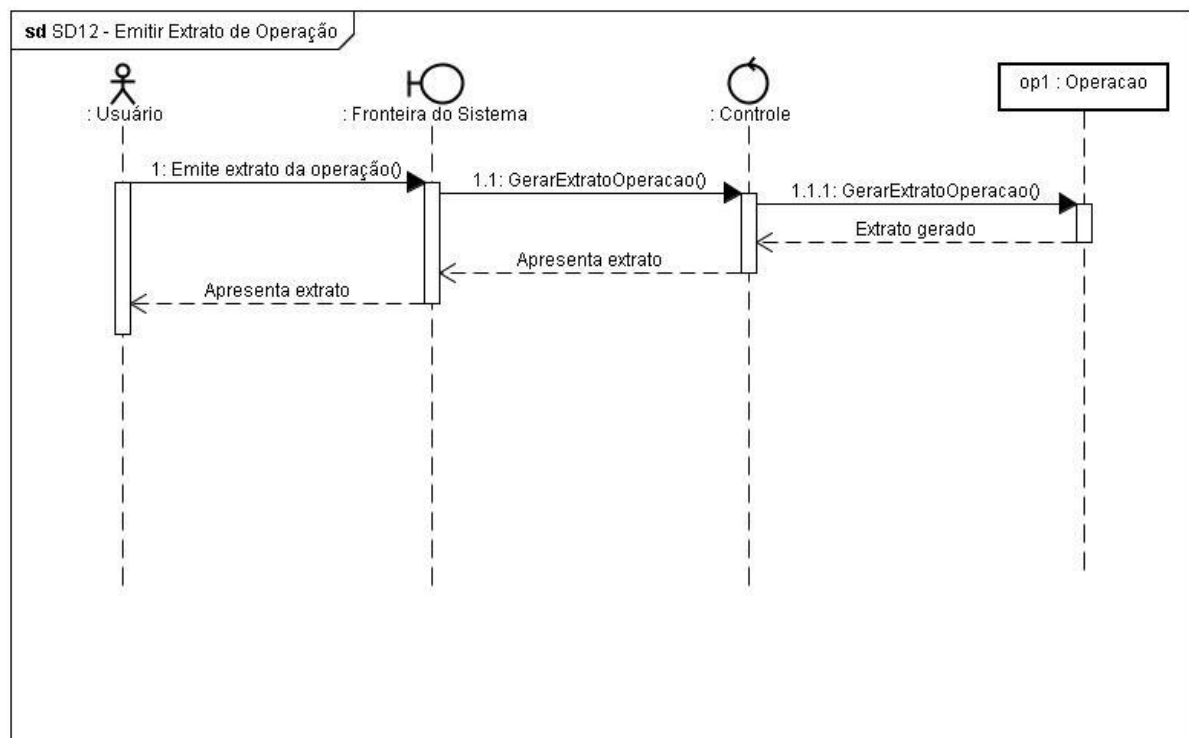 sd SD12 - Emitir Extrato de Operação
: Usuário
: Fronteira do Sistema
: Controle
op1 : Operacao
1: Emite extrato da operação()
1.1: GerarExtratoOperacao()
1.1.1: GerarExtratoOperacao()
Extrato gerado
Apresenta extrato
Apresenta extrato